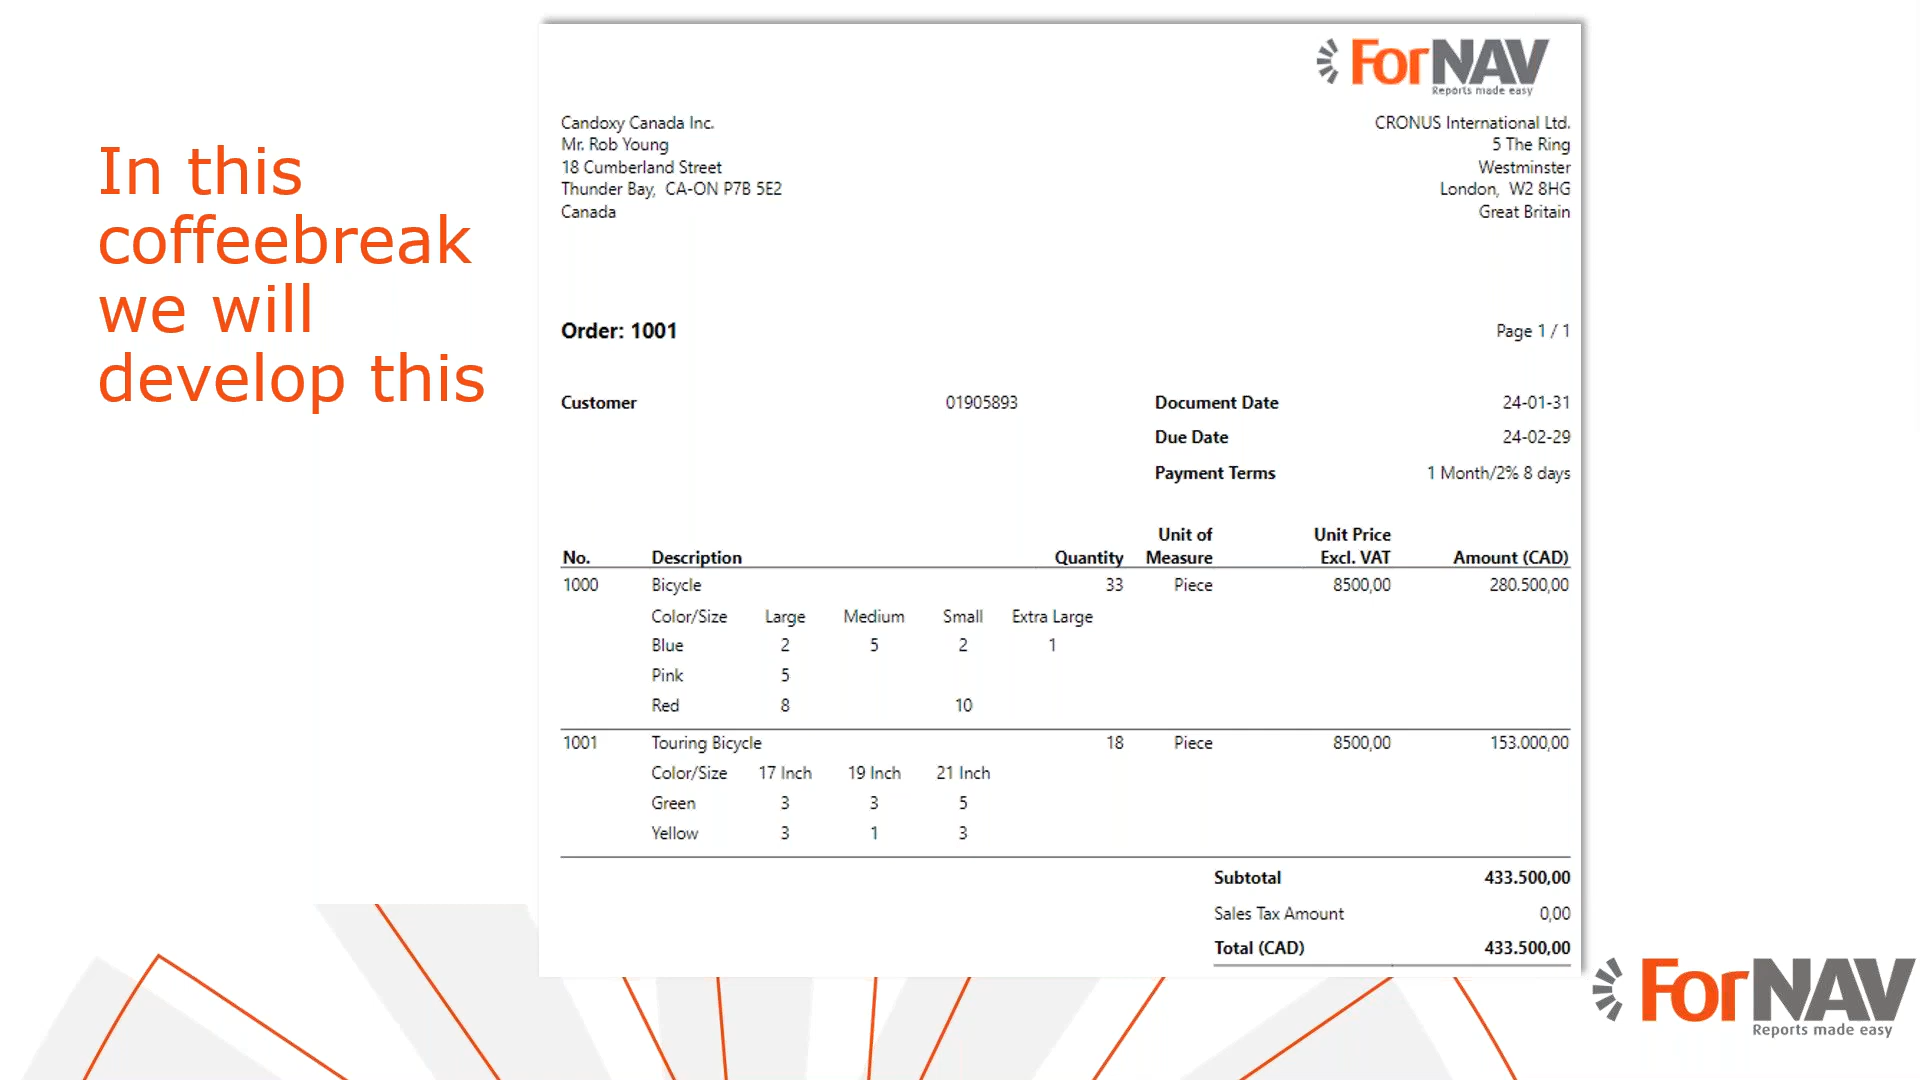 In this
coffeebreak
we will
develop this
ForNAV
Reports made easy
Candoxy Canada Inc.
Mr. Rob Young
18 Cumberland Street
Thunder Bay, CA-ON P7B 5E2
Canada
CRONUS International Ltd.
5 The Ring
Westminster
London, W2 8HG
Great Britain
Order: 1001
Page 1 / 1
Customer 01905893
Document Date 24-01-31
Due Date 24-02-29
Payment Terms 1 Month/2% 8 days
No. Description Quantity Unit of Measure Unit Price Excl. VAT Amount (CAD)
1000 Bicycle 33 Piece 8500,00 280.500,00
Color/Size Large Medium Small Extra Large
Blue 2 5 2 1
Pink 5
Red 8 10
1001 Touring Bicycle 18 Piece 8500,00 153.000,00
Color/Size 17 Inch 19 Inch 21 Inch
Green 3 3 5
Yellow 3 1 3
Subtotal 433.500,00
Sales Tax Amount 0,00
Total (CAD) 433.500,00
ForNAV
Reports made easy